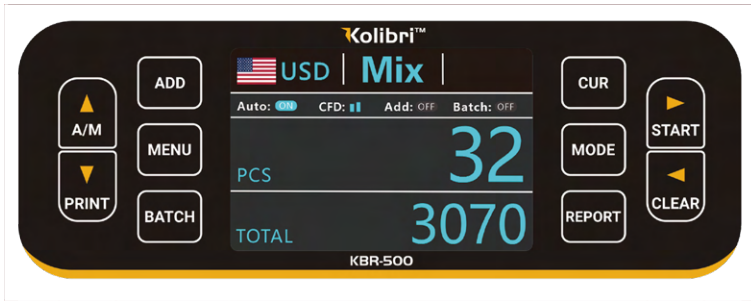 Kolibri™
ADD
USD | Mix |
CUR
A/M
Auto: ON CFD: Add: OFF Batch: OFF
START
MENU
PCS 32
MODE
PRINT
BATCH
TOTAL 3070
REPORT
CLEAR
KBR-500